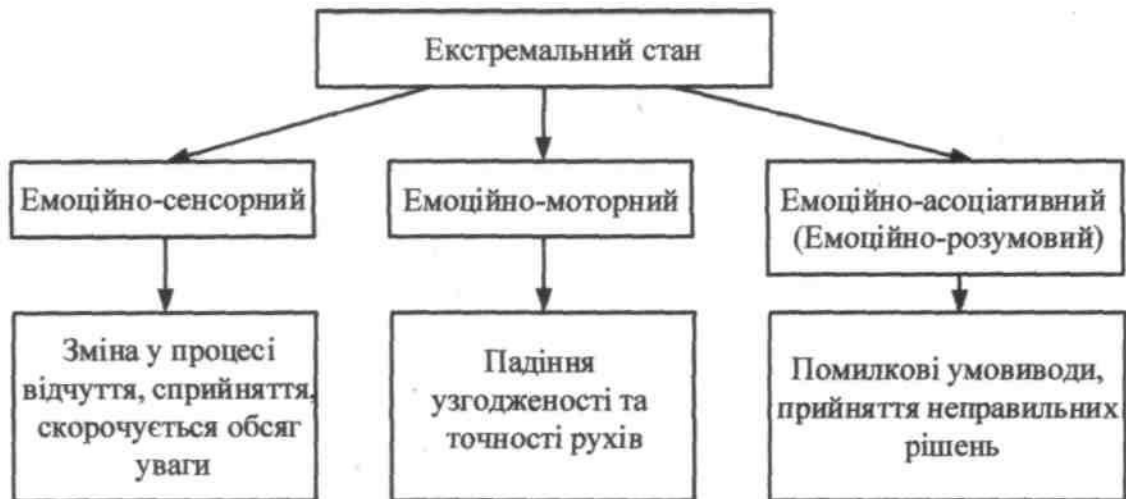 Екстремальний стан
Емоційно-сенсорний
Емоційно-моторний
Емоційно-асоціативний
(Емоційно-розумовий)
Зміна у процесі
відчуття, сприйняття,
скорочується обсяг
уваги
Падіння
узгодженості та
точності рухів
Помилкові умовиводи,
прийняття неправильних
рішень